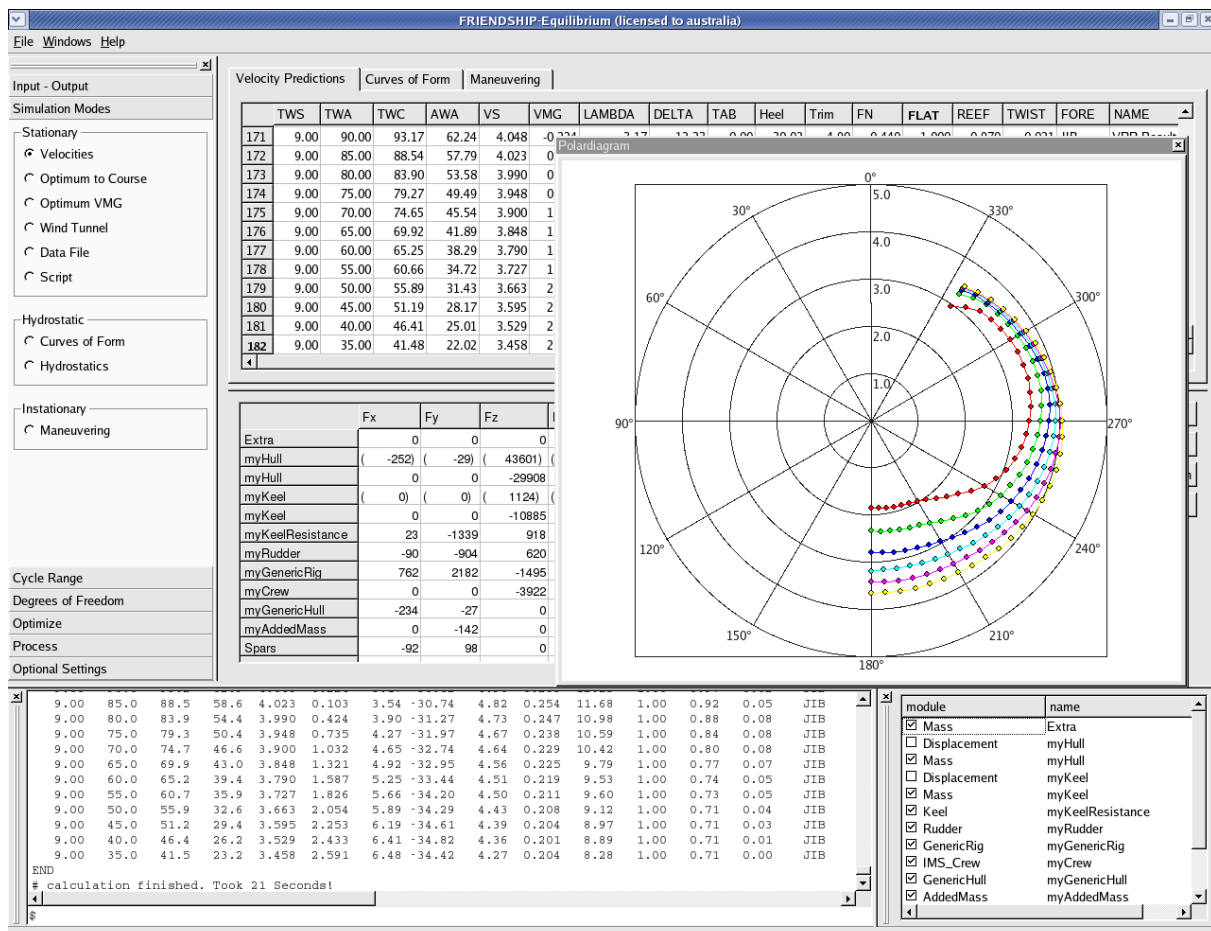 FRIENDSHIP-Equilibrium (licensed to australia)
File Windows Help
Input - Output
Simulation Modes
Stationary
Velocities
Optimum to Course
Optimum VMG
Wind Tunnel
Data File
Script
Hydrostatic
Curves of Form
Hydrostatics
Instationary
Maneuvering
Cycle Range
Degrees of Freedom
Optimize
Process
Optional Settings
Velocity Predictions Curves of Form Maneuvering
TWS TWA TWC AWA VS VMG LAMBDA DELTA TAB Heel Trim FN FLAT REEF TWIST FORE NAME
171 9.00 90.00 93.17 62.24 4.048
172 9.00 85.00 88.54 57.79 4.023 0
173 9.00 80.00 83.90 53.58 3.990 0
174 9.00 75.00 79.27 49.49 3.948 0
175 9.00 70.00 74.65 45.54 3.900 1
176 9.00 65.00 69.92 41.89 3.848 1
177 9.00 60.00 65.25 38.29 3.790 1
178 9.00 55.00 60.66 34.72 3.727 1
179 9.00 50.00 55.89 31.43 3.663 2
180 9.00 45.00 51.19 28.17 3.595 2
181 9.00 40.00 46.41 25.01 3.529 2
182 9.00 35.00 41.48 22.02 3.458 2
Polardiagram
0°
5.0
30° 330°
4.0
3.0
60° 300°
2.0
1.0
90° 270°
120° 240°
150° 210°
180°
Fx Fy Fz
Extra 0 0 0
myHull ( -252) ( -29) ( 43601) (
myHull 0 0 -29908
myKeel ( 0) ( 0) ( 1124) (
myKeel 0 0 -10885
myKeelResistance 23 -1339 918
myRudder -90 -904 620
myGenericRig 762 2182 -1495
myCrew 0 0 -3922
myGenericHull -234 -27 0
myAddedMass 0 -142 0
Spars -92 98 0
9.00 85.0 88.5 58.6 4.023 0.103 3.54 -30.74 4.82 0.254 11.68 1.00 0.92 0.05 JIB
9.00 80.0 83.9 54.4 3.990 0.424 3.90 -31.27 4.73 0.247 10.98 1.00 0.88 0.08 JIB
9.00 75.0 79.3 50.4 3.948 0.735 4.27 -31.97 4.67 0.238 10.59 1.00 0.84 0.08 JIB
9.00 70.0 74.7 46.6 3.900 1.032 4.65 -32.74 4.64 0.229 10.42 1.00 0.80 0.08 JIB
9.00 65.0 69.9 43.0 3.848 1.321 4.92 -32.95 4.56 0.225 9.79 1.00 0.77 0.07 JIB
9.00 60.0 65.2 39.4 3.790 1.587 5.25 -33.44 4.51 0.219 9.53 1.00 0.74 0.05 JIB
9.00 55.0 60.7 35.9 3.727 1.826 5.66 -34.20 4.50 0.211 9.60 1.00 0.73 0.05 JIB
9.00 50.0 55.9 32.6 3.663 2.054 5.89 -34.29 4.43 0.208 9.12 1.00 0.71 0.04 JIB
9.00 45.0 51.2 29.4 3.595 2.253 6.19 -34.61 4.39 0.204 8.97 1.00 0.71 0.03 JIB
9.00 40.0 46.4 26.2 3.529 2.433 6.41 -34.82 4.36 0.201 8.89 1.00 0.71 0.01 JIB
9.00 35.0 41.5 23.2 3.458 2.591 6.48 -34.42 4.27 0.204 8.28 1.00 0.71 0.00 JIB
END
# calculation finished. Took 21 Seconds!
$
module name
Mass Extra
Displacement myHull
Mass myHull
Displacement myKeel
Mass myKeel
Keel myKeelResistance
Rudder myRudder
GenericRig myGenericRig
IMS_Crew myCrew
GenericHull myGenericHull
AddedMass myAddedMass